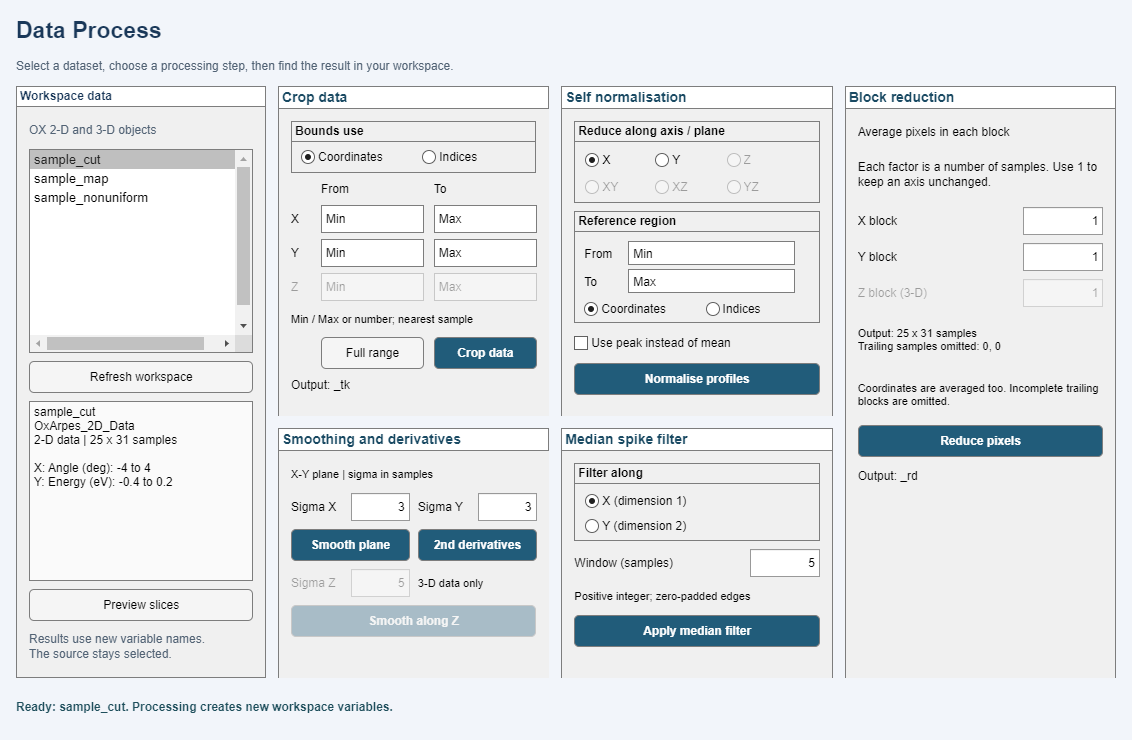 Data Process
Select a dataset, choose a processing step, then find the result in your workspace.
Workspace data
OX 2-D and 3-D objects
sample_cut
sample_map
sample_nonuniform
Refresh workspace
sample_cut
OxArpes_2D_Data
2-D data | 25 x 31 samples
X: Angle (deg): -4 to 4
Y: Energy (eV): -0.4 to 0.2
Preview slices
Results use new variable names.
The source stays selected.
Crop data
Bounds use
Coordinates Indices
From To
X Min Max
Y Min Max
Z Min Max
Min / Max or number; nearest sample
Full range Crop data
Output: _tk
Smoothing and derivatives
X-Y plane | sigma in samples
Sigma X 3 Sigma Y 3
Smooth plane 2nd derivatives
Sigma Z 5 3-D data only
Smooth along Z
Self normalisation
Reduce along axis / plane
X Y Z
XY XZ YZ
Reference region
From Min
To Max
Coordinates Indices
Use peak instead of mean
Normalise profiles
Median spike filter
Filter along
X (dimension 1)
Y (dimension 2)
Window (samples) 5
Positive integer; zero-padded edges
Apply median filter
Block reduction
Average pixels in each block
Each factor is a number of samples. Use 1 to
keep an axis unchanged.
X block 1
Y block 1
Z block (3-D) 1
Output: 25 x 31 samples
Trailing samples omitted: 0, 0
Coordinates are averaged too. Incomplete trailing
blocks are omitted.
Reduce pixels
Output: _rd
Ready: sample_cut. Processing creates new workspace variables.